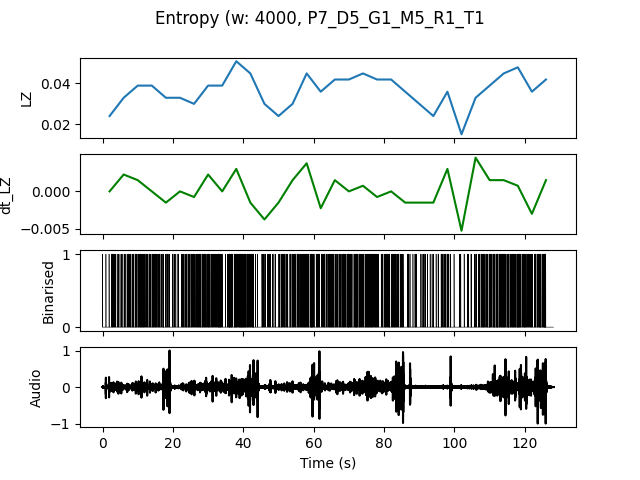 Entropy (w: 4000, P7_D5_G1_M5_R1_T1
LZ
0.04
0.02
dt_LZ
0.000
−0.005
Binarised
1
0
Audio
1
0
−1
0 20 40 60 80 100 120
Time (s)